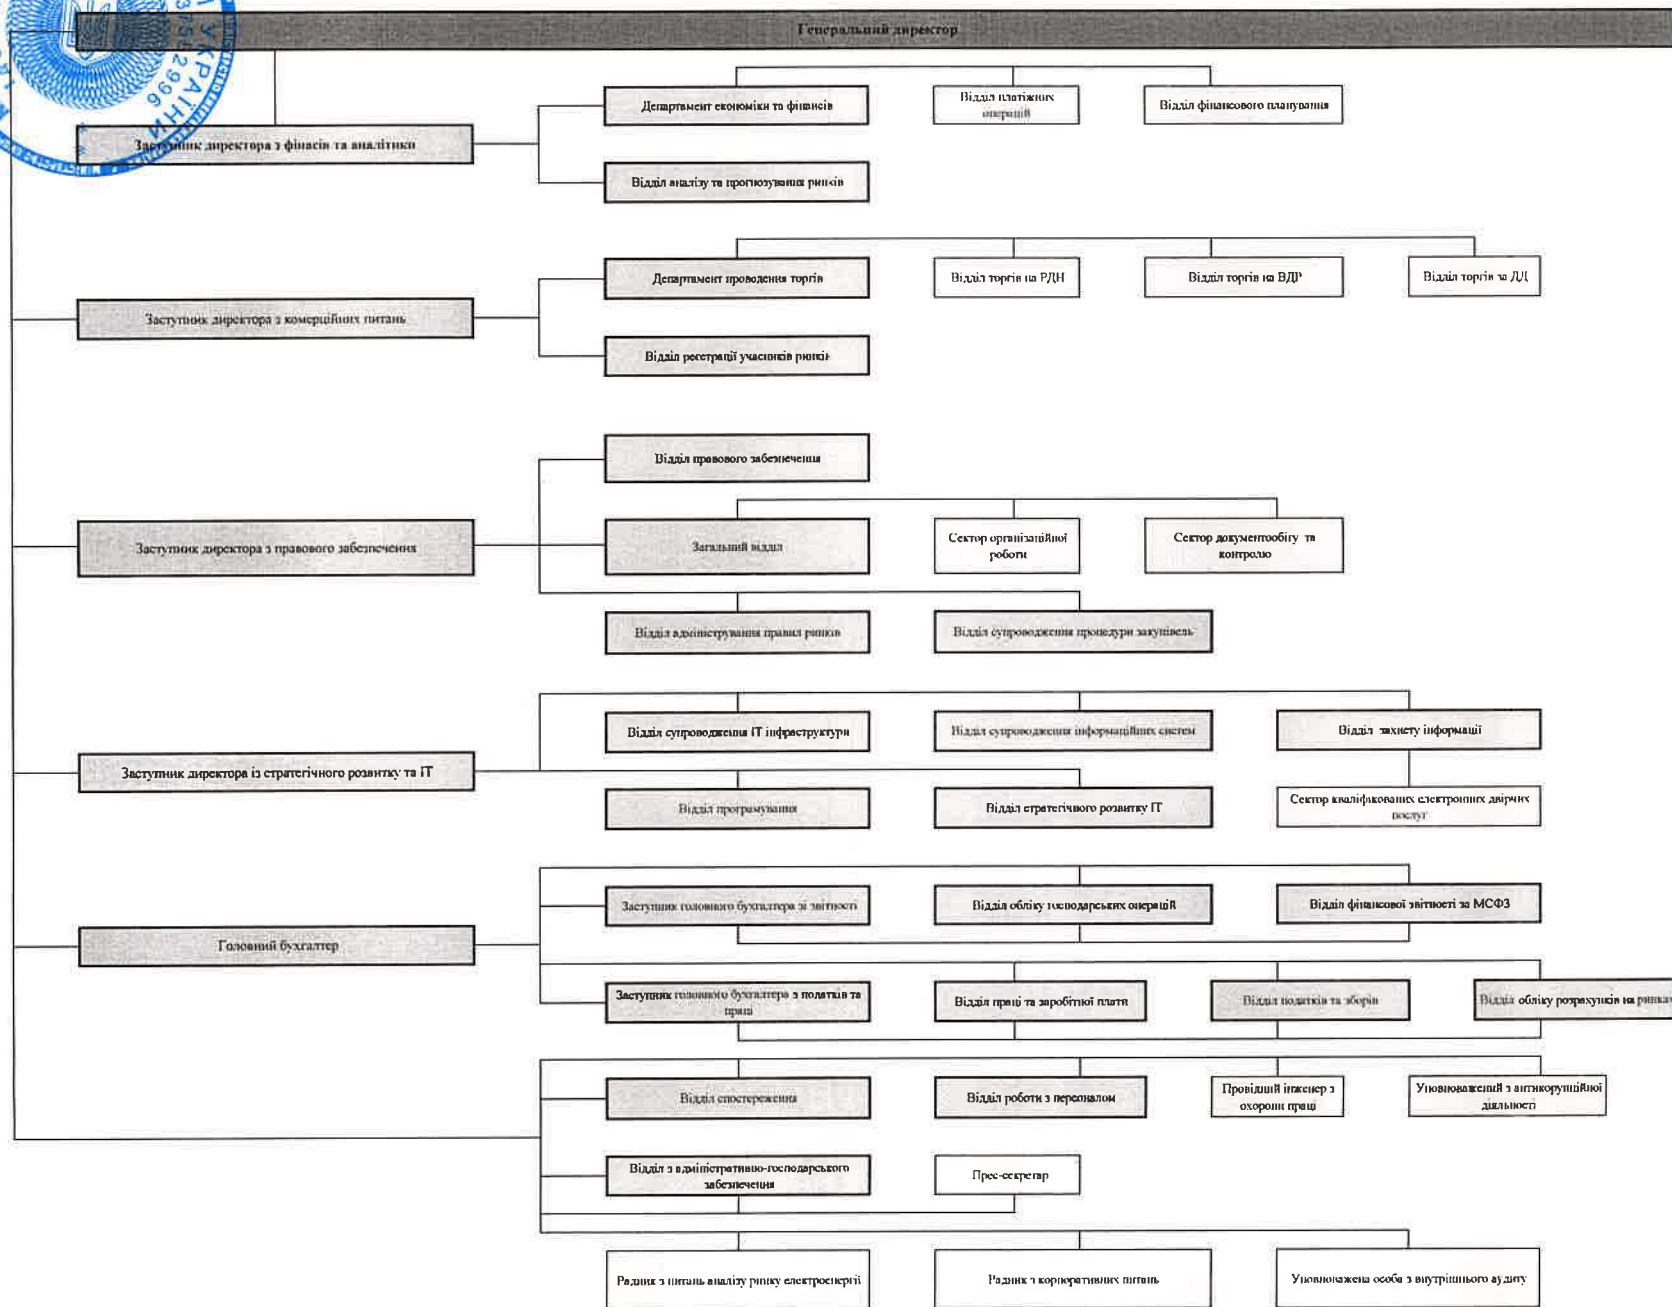 УКРАЇНИ
2996
Генеральний директор
Департамент економіки та фінансів
Відділ платіжних
операцій
Відділ фінансового планування
Заступник директора з фінасів та аналітики
Відділ аналізу та прогнозування ринків
Департамент проведення торгів
Відділ торгів на РДН
Відділ торгів на ВДР
Відділ торгів за ДД
Заступник директора з комерційних питань
Відділ реєстрації учасників ринків
Відділ правового забезпечення
Заступник директора з правового забезпечення
Загальний відділ
Сектор організаційної
роботи
Сектор документообігу та
контролю
Відділ адміністрування правил ринків
Відділ супроводження процедури закупівель
Відділ супроводження ІТ інфраструктури
Відділ супроводження інформаційних систем
Відділ захисту інформації
Заступник директора із стратегічного розвитку та ІТ
Відділ програмування
Відділ стратегічного розвитку ІТ
Сектор кваліфікованих електронних двірчих
послуг
Заступник головного бухгалтера зі звітності
Відділ обліку господарських операцій
Відділ фінансової звітності за МСФЗ
Головний бухгалтер
Заступник головного бухгалтера з податків та
праці
Відділ праці та заробітної плати
Відділ податків та зборів
Відділ обліку розрахунків на ринках
Відділ спостереження
Відділ роботи з персоналом
Провідний інженер з
охорони праці
Уповноважений з антикорупційної
діяльності
Відділ з адміністративно-господарського
забезпечення
Прес-секретар
Радник з питань аналізу ринку електроенергії
Радник з корпоративних питань
Уповноважена особа з внутрішнього аудиту